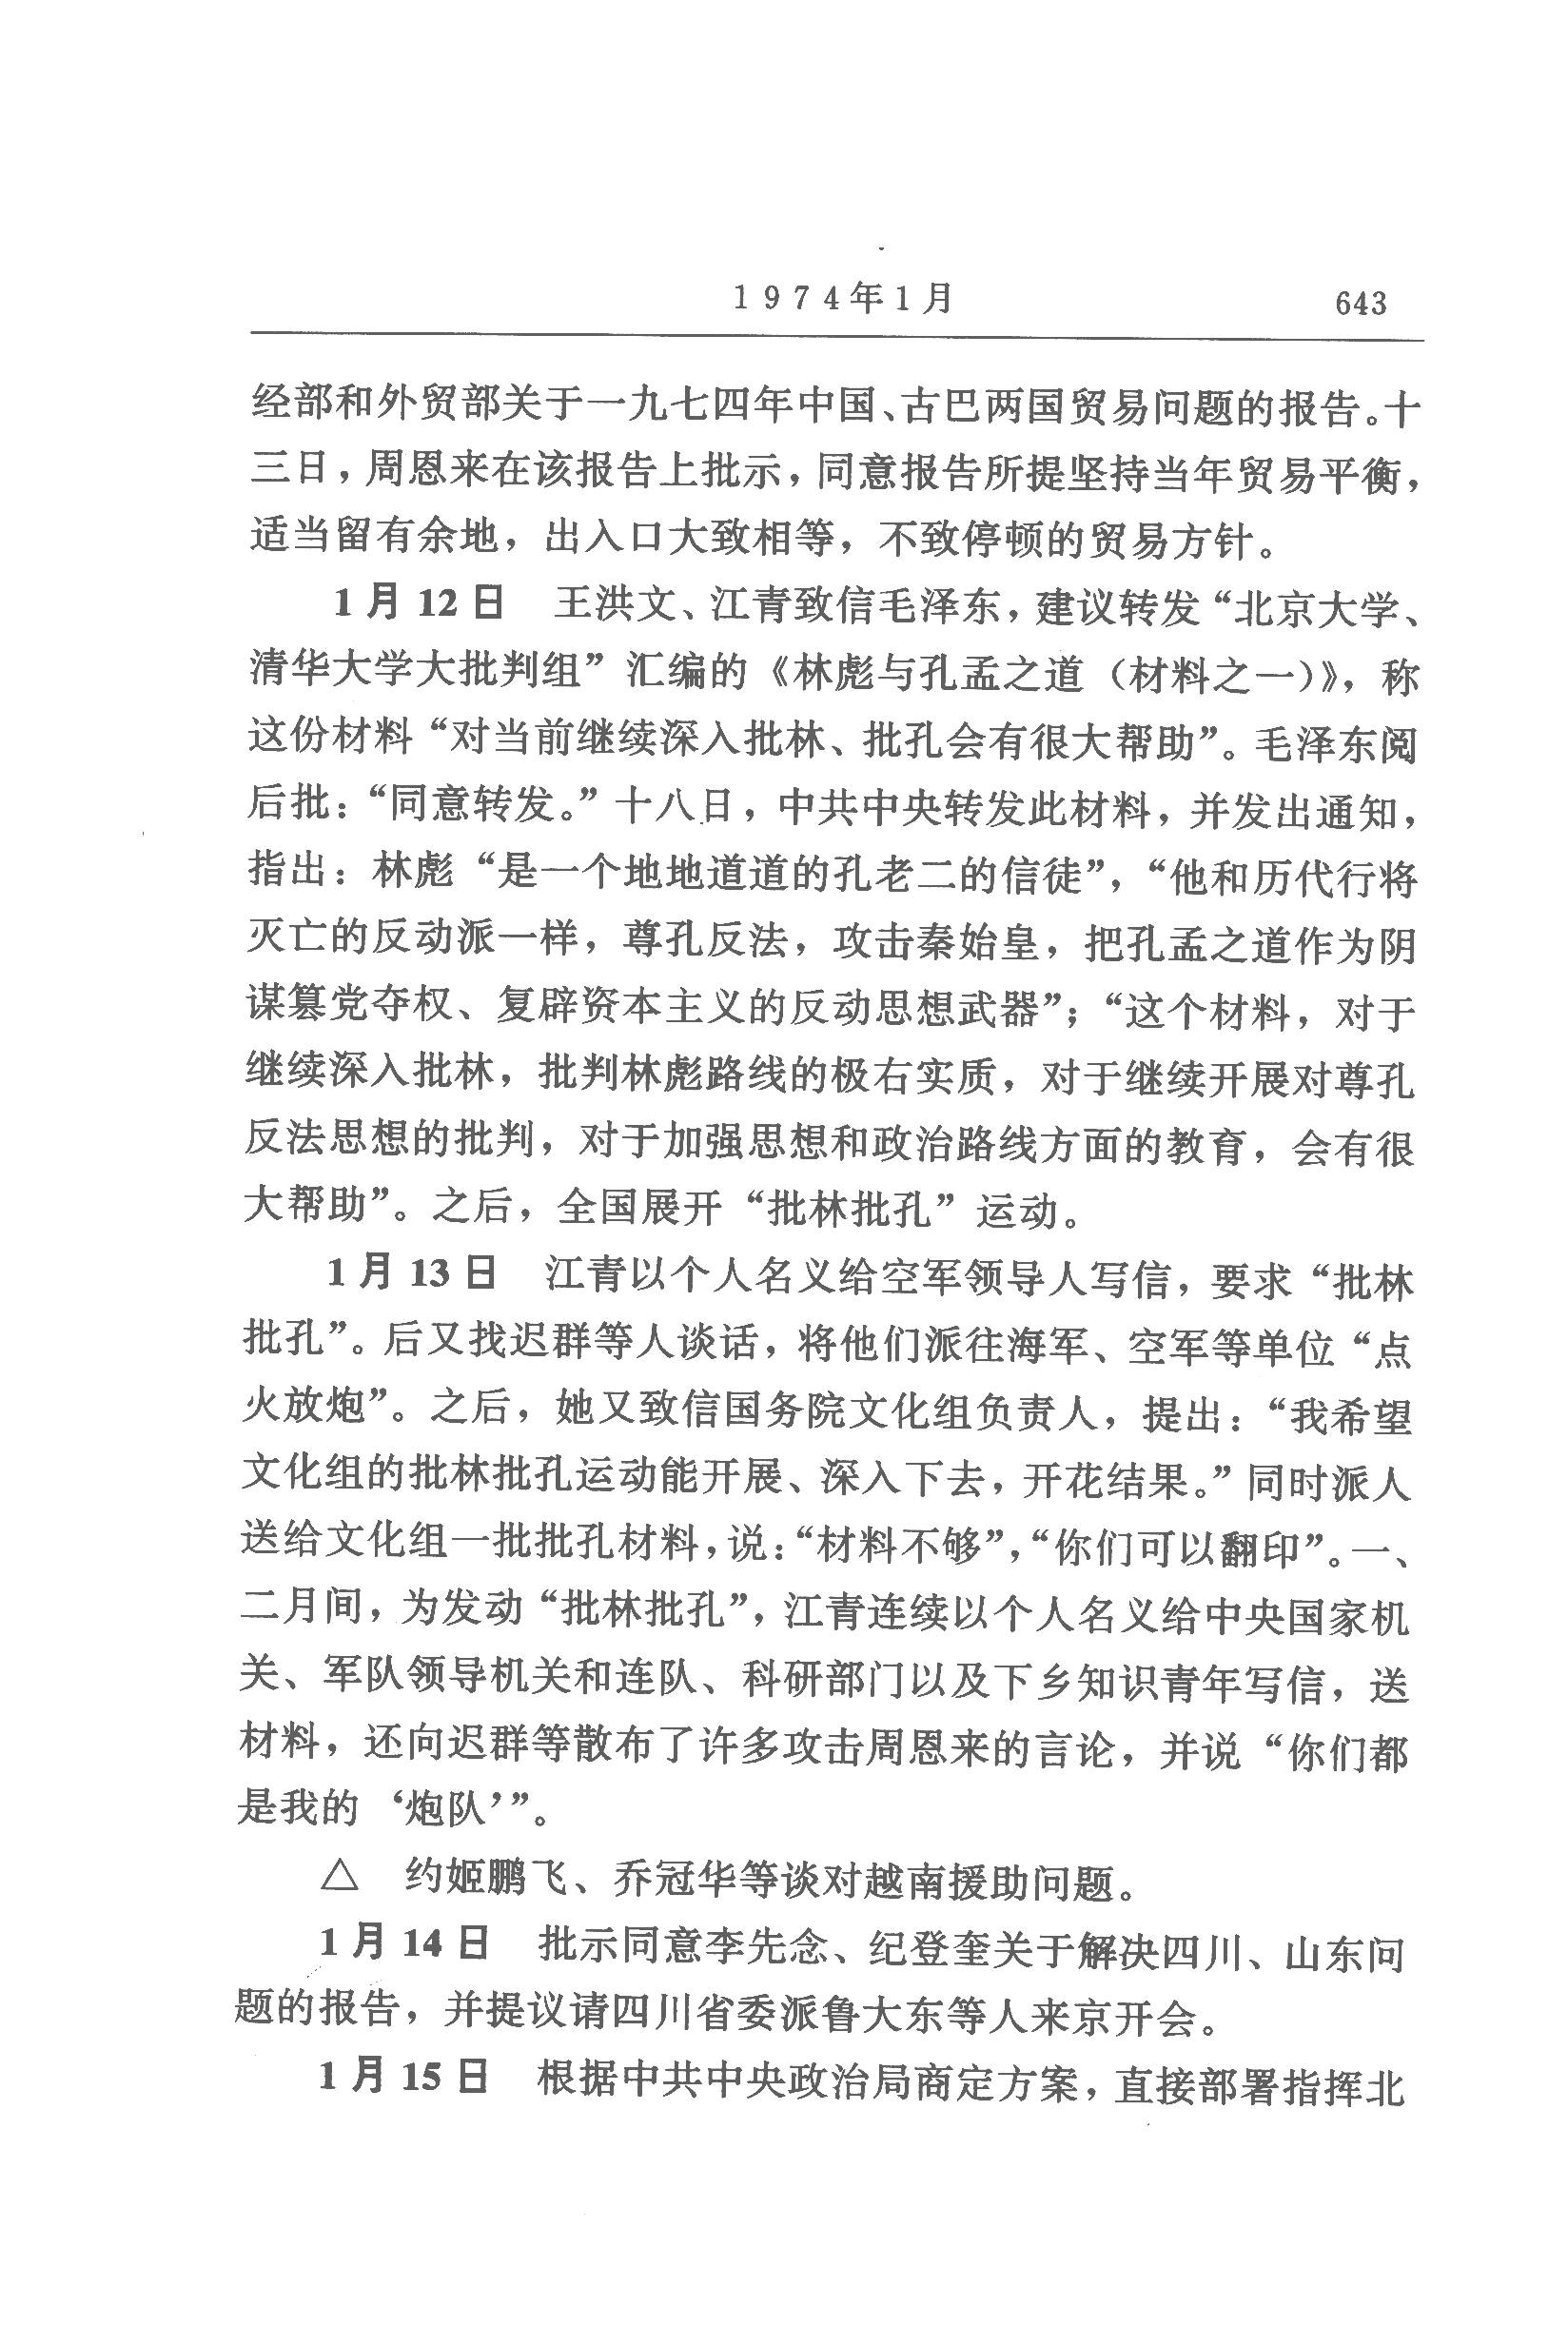 1974年1月 643
经部和外贸部关于一九七四年中国、古巴两国贸易问题的报告。十
三日，周恩来在该报告上批示，同意报告所提坚持当年贸易平衡，
适当留有余地，出入口大致相等，不致停顿的贸易方针。
1月12日 王洪文、江青致信毛泽东，建议转发“北京大学、
清华大学大批判组”汇编的《林彪与孔孟之道（材料之一）》，称
这份材料“对当前继续深入批林、批孔会有很大帮助”。毛泽东阅
后批：“同意转发。”十八日，中共中央转发此材料，并发出通知，
指出：林彪“是一个地地道道的孔老二的信徒”，“他和历代行将
灭亡的反动派一样，尊孔反法，攻击秦始皇，把孔孟之道作为阴
谋篡党夺权、复辟资本主义的反动思想武器”；“这个材料，对于
继续深入批林，批判林彪路线的极右实质，对于继续开展对尊孔
反法思想的批判，对于加强思想和政治路线方面的教育，会有很
大帮助”。之后，全国展开“批林批孔”运动。
1月13日 江青以个人名义给空军领导人写信，要求“批林
批孔”。后又找迟群等人谈话，将他们派往海军、空军等单位“点
火放炮”。之后，她又致信国务院文化组负责人，提出：“我希望
文化组的批林批孔运动能开展、深入下去，开花结果。”同时派人
送给文化组一批批孔材料，说：“材料不够”，“你们可以翻印”。一、
二月间，为发动“批林批孔”，江青连续以个人名义给中央国家机
关、军队领导机关和连队、科研部门以及下乡知识青年写信，送
材料，还向迟群等散布了许多攻击周恩来的言论，并说“你们都
是我的‘炮队’”。
△ 约姬鹏飞、乔冠华等谈对越南援助问题。
1月14日 批示同意李先念、纪登奎关于解决四川、山东问
题的报告，并提议请四川省委派鲁大东等人来京开会。
1月15日 根据中共中央政治局商定方案，直接部署指挥北